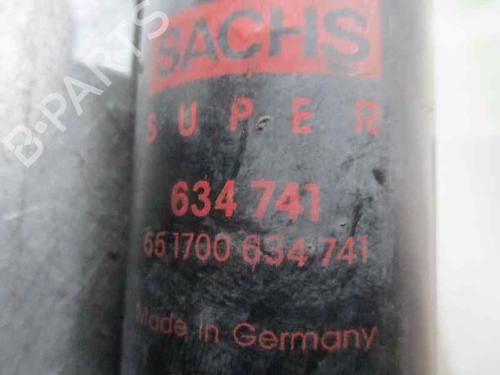 SACHS
SUPER
634 741
65 1700 634 741
Made in Germany
B-PARTS